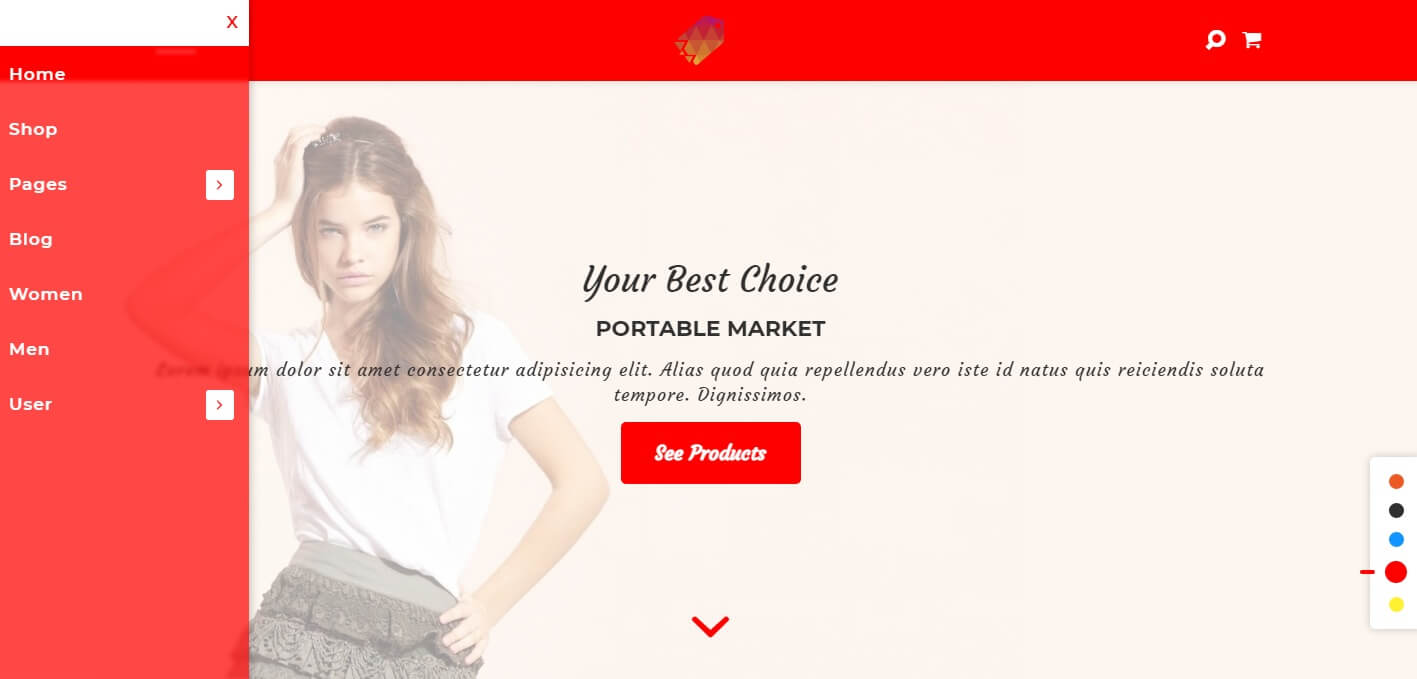 X
Home
Shop
Pages
Blog
Women
Men
User
Your Best Choice
PORTABLE MARKET
Lorem ipsum dolor sit amet consectetur adipisicing elit. Alias quod quia repellendus vero iste id natus quis reiciendis soluta
tempore. Dignissimos.
See Products